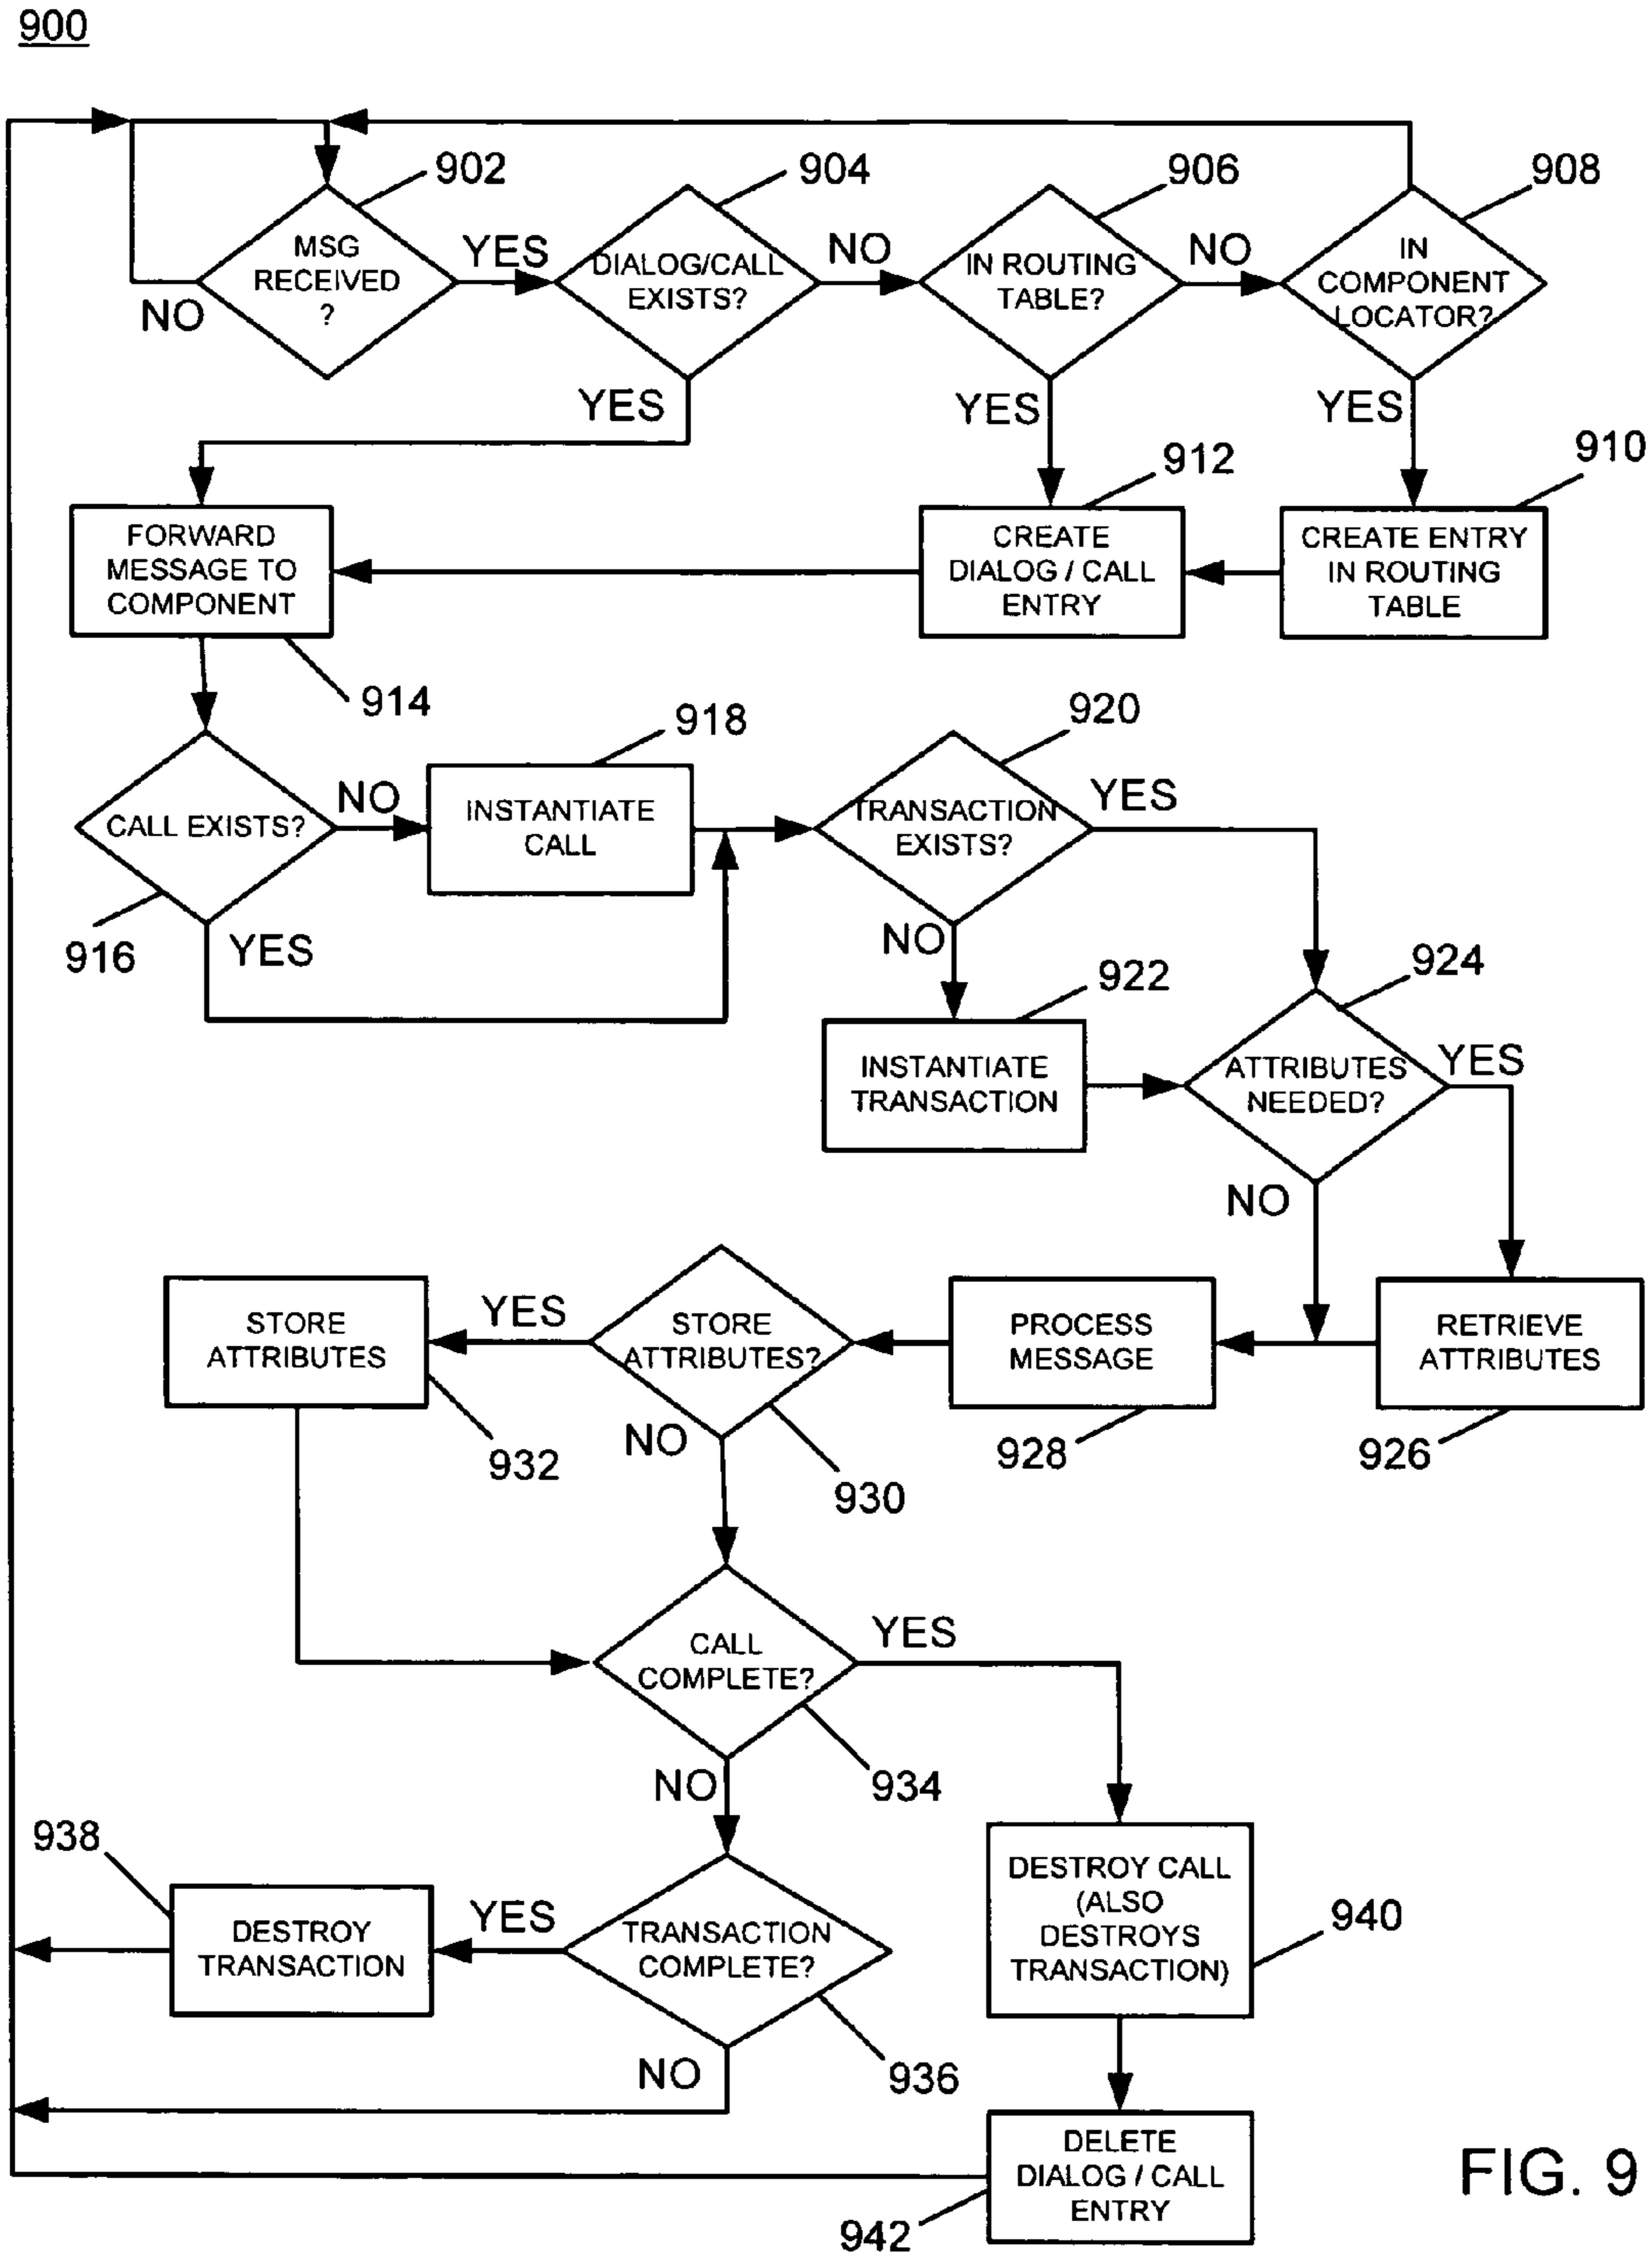 900
902
904
906
908
MSG
RECEIVED
?
YES
NO
DIALOG/CALL
EXISTS?
NO
YES
IN ROUTING
TABLE?
NO
YES
IN
COMPONENT
LOCATOR?
YES
910
912
FORWARD
MESSAGE TO
COMPONENT
CREATE
DIALOG / CALL
ENTRY
CREATE ENTRY
IN ROUTING
TABLE
914
918
920
CALL EXISTS?
NO
INSTANTIATE
CALL
TRANSACTION
EXISTS?
YES
916
YES
NO
922
924
INSTANTIATE
TRANSACTION
ATTRIBUTES
NEEDED?
YES
NO
STORE
ATTRIBUTES
YES
STORE
ATTRIBUTES?
PROCESS
MESSAGE
RETRIEVE
ATTRIBUTES
932
NO
930
928
926
CALL
COMPLETE?
YES
NO
934
938
DESTROY
TRANSACTION
YES
TRANSACTION
COMPLETE?
DESTROY CALL
(ALSO
DESTROYS
TRANSACTION)
940
NO
936
DELETE
DIALOG / CALL
ENTRY
942
FIG. 9